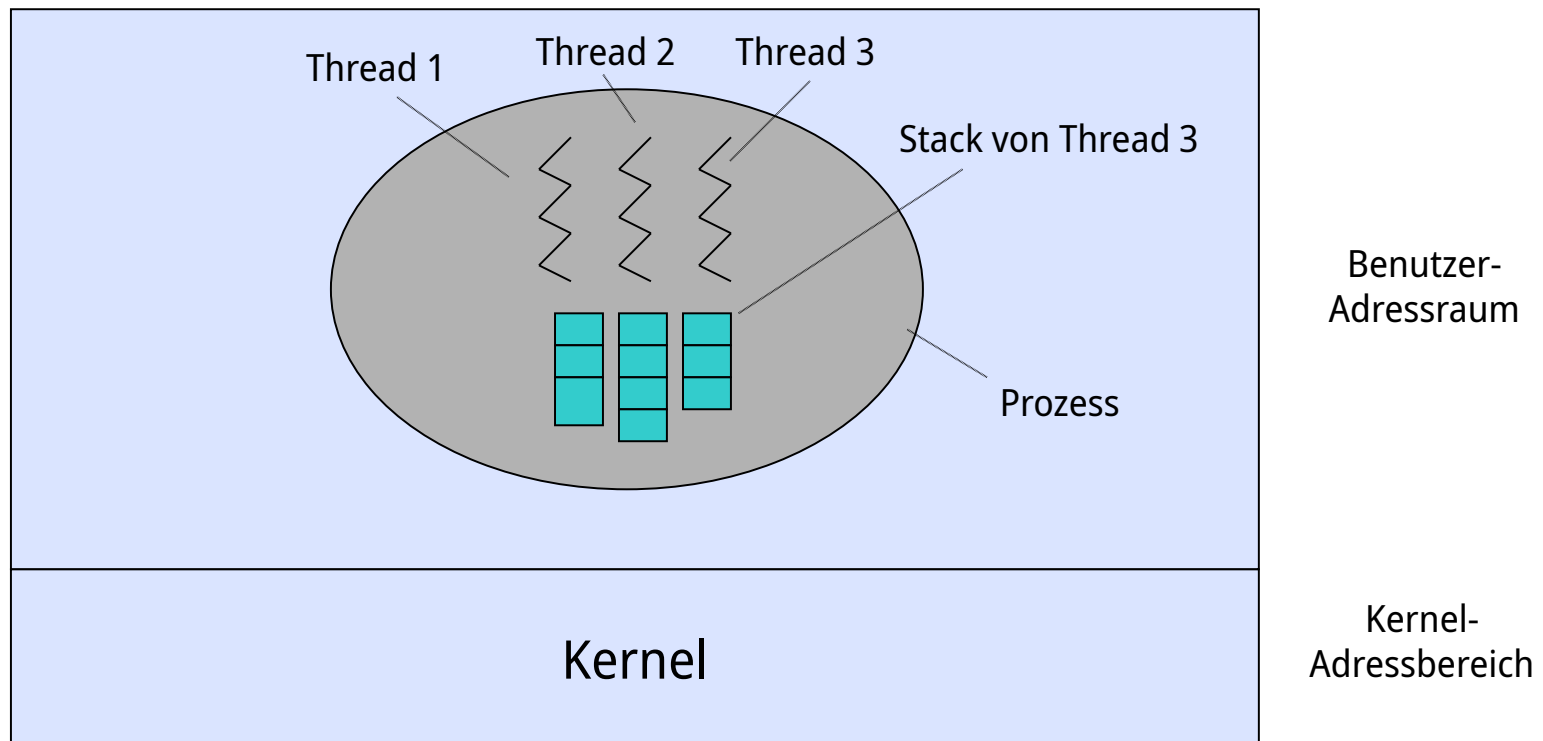 Thread 1
Thread 2
Thread 3
Stack von Thread 3
Benutzer-
Adressraum
Prozess
Kernel
Kernel-
Adressbereich